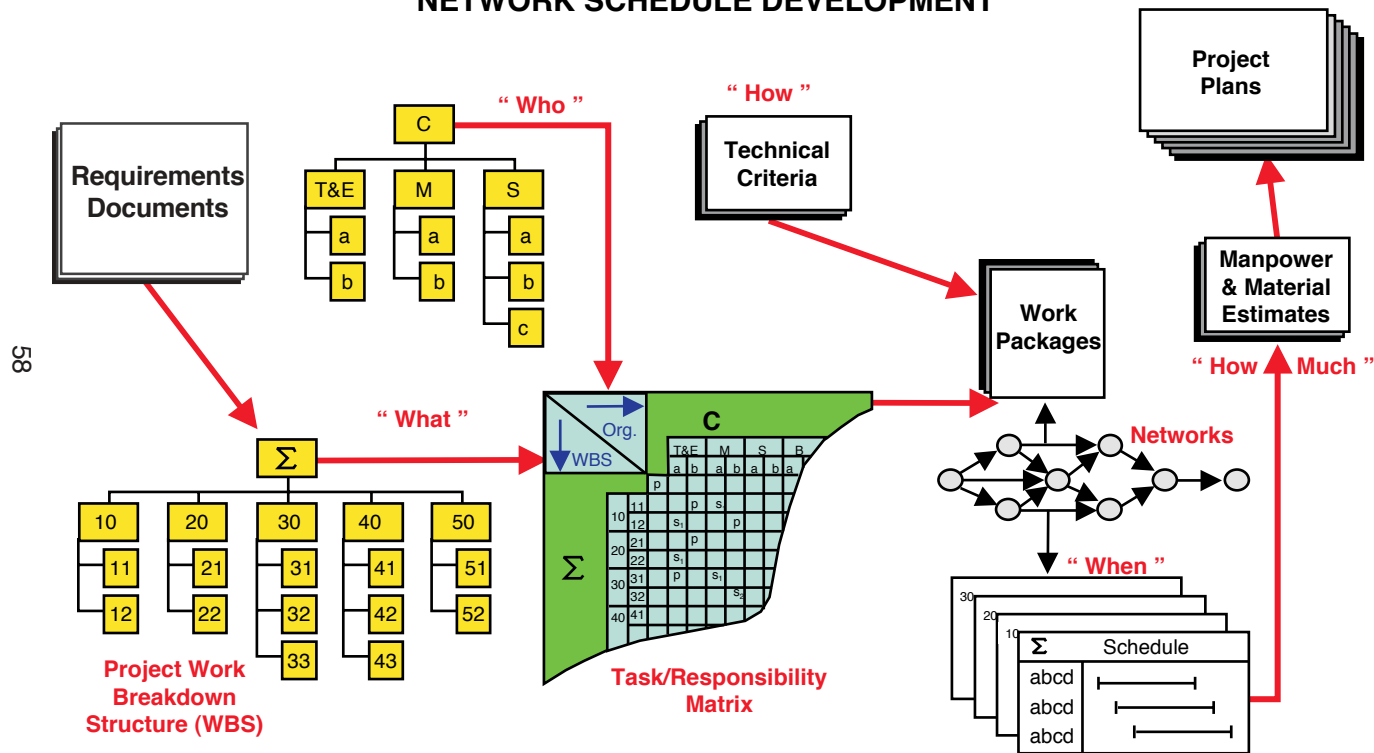 NETWORK SCHEDULE DEVELOPMENT
Requirements
Documents
C
“ Who ”
T&E M S
a a a
b b b
c
“ How ”
Technical
Criteria
Project
Plans
Manpower
& Material
Estimates
“ How Much ”
Work
Packages
Networks
“ When ”
30
20
10
Σ Schedule
abcd
abcd
abcd
58
“ What ”
Σ
10 20 30 40 50
11 21 31 41 51
12 22 32 42 52
33 43
Project Work
Breakdown
Structure (WBS)
Org.
WBS
C
T&E M S B
a b a b a b a
p
10 11 p s
12 s₁ p
20 21 p
22 s₁
30 31 p s₁
32 s₂
40 41
Σ
Task/Responsibility
Matrix